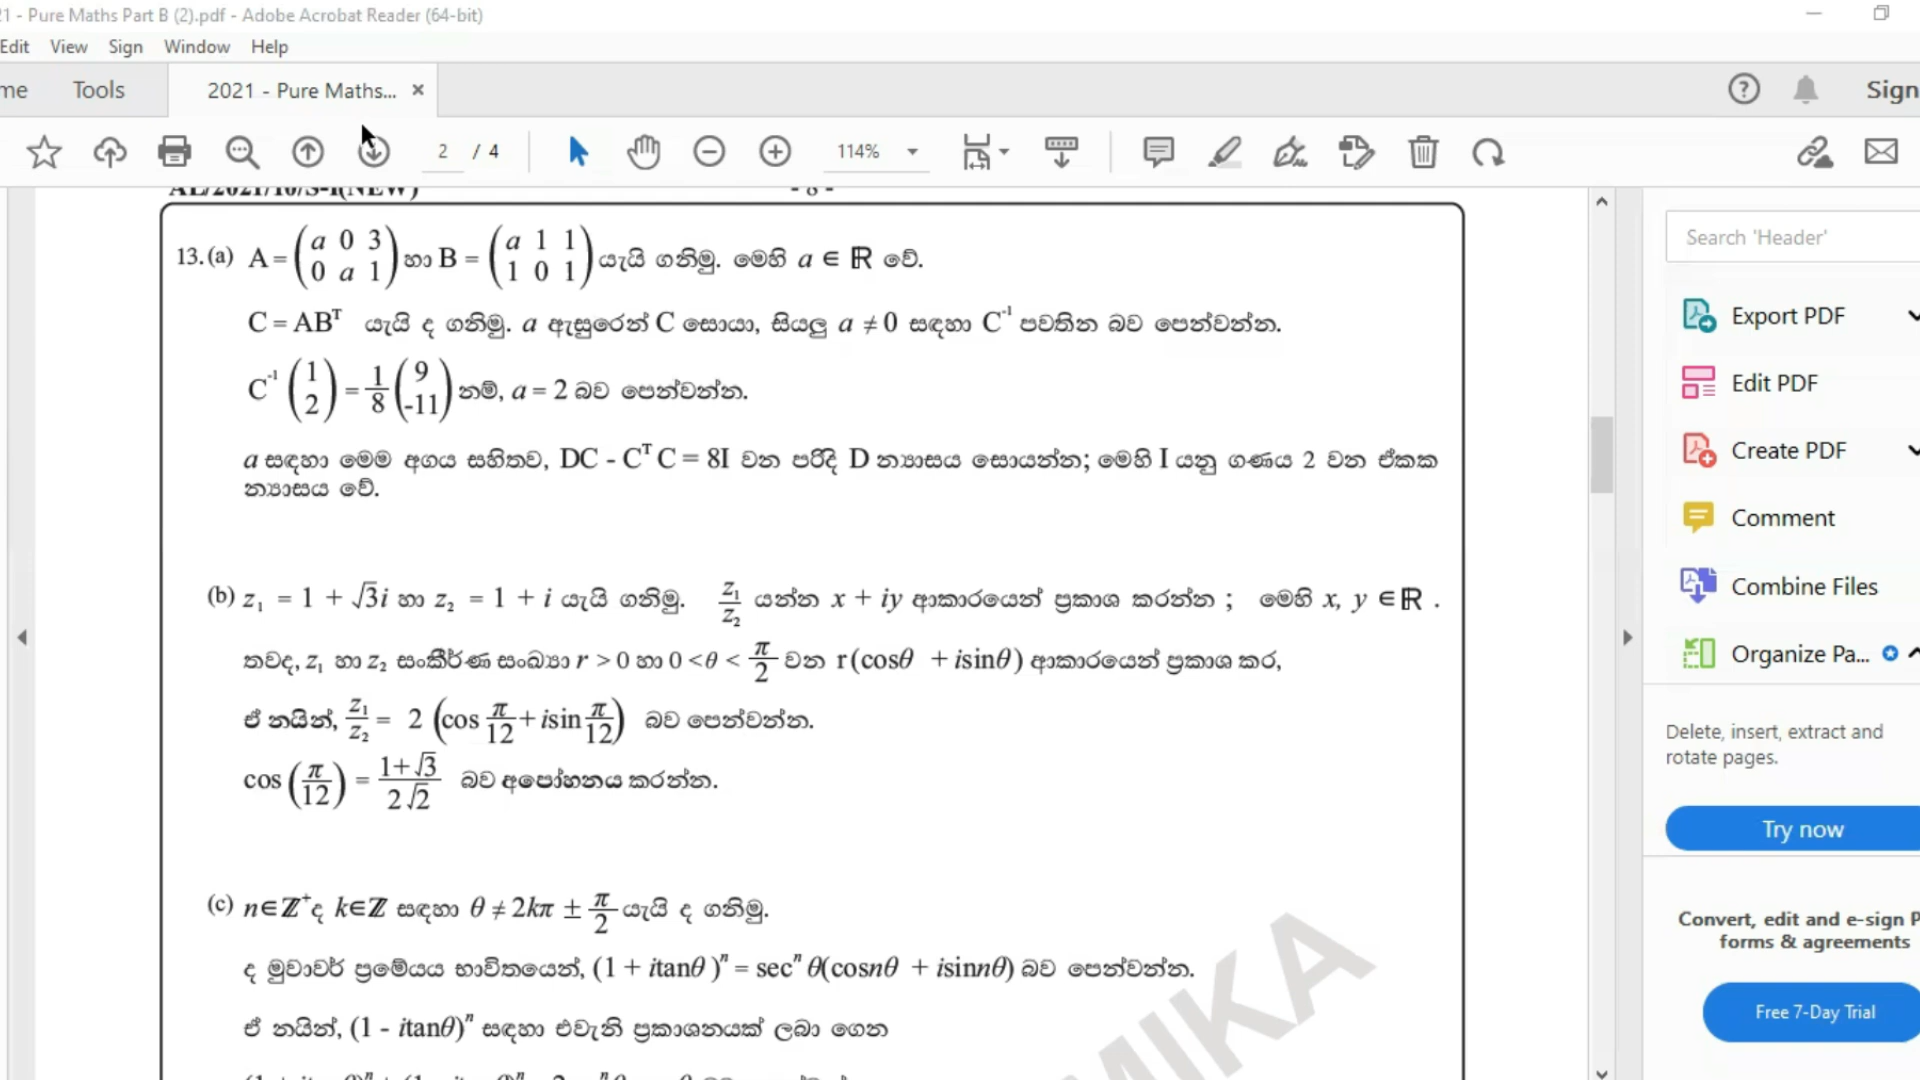 21 - Pure Maths Part B (2).pdf - Adobe Acrobat Reader (64-bit)
Edit View Sign Window Help
me Tools 2021 - Pure Maths... × Sign
2 / 4 114%
AL/2021/10/S-I(NEW) - 8 -
13.(a) A = (a 0 3 / 0 a 1) හා B = (a 1 1 / 1 0 1) යැයි ගනිමු. මෙහි a ∈ ℝ වේ.
C = ABᵀ යැයි ද ගනිමු. a ඇසුරෙන් C සොයා, සියලු a ≠ 0 සඳහා C⁻¹ පවතින බව පෙන්වන්න.
C⁻¹ (1 / 2) = 1/8 (9 / -11) නම්, a = 2 බව පෙන්වන්න.
a සඳහා මෙම අගය සහිතව, DC - Cᵀ C = 8I වන පරිදි D න්‍යාසය සොයන්න; මෙහි I යනු ගණය 2 වන ඒකක
න්‍යාසය වේ.
(b) z₁ = 1 + √3i හා z₂ = 1 + i යැයි ගනිමු. z₁/z₂ යන්න x + iy ආකාරයෙන් ප්‍රකාශ කරන්න ; මෙහි x, y ∈ ℝ .
තවද, z₁ හා z₂ සංකීර්ණ සංඛ්‍යා r > 0 හා 0 < θ < π/2 වන r(cosθ + isinθ) ආකාරයෙන් ප්‍රකාශ කර,
ඒ නයින්, z₁/z₂ = 2 (cos π/12 + isin π/12) බව පෙන්වන්න.
cos (π/12) = 1+√3/2√2 බව අපෝහනය කරන්න.
(c) n∈ℤ⁺ද k∈ℤ සඳහා θ ≠ 2kπ ± π/2 යැයි ද ගනිමු.
ද මුවාවර් ප්‍රමේයය භාවිතයෙන්, (1 + itanθ )ⁿ = secⁿ θ(cosnθ + isinnθ) බව පෙන්වන්න.
ඒ නයින්, (1 - itanθ)ⁿ සඳහා එවැනි ප්‍රකාශනයක් ලබා ගෙන
MIKA
Search 'Header'
Export PDF
Edit PDF
Create PDF
Comment
Combine Files
Organize Pa...
Delete, insert, extract and
rotate pages.
Try now
Convert, edit and e-sign P
forms & agreements
Free 7-Day Trial